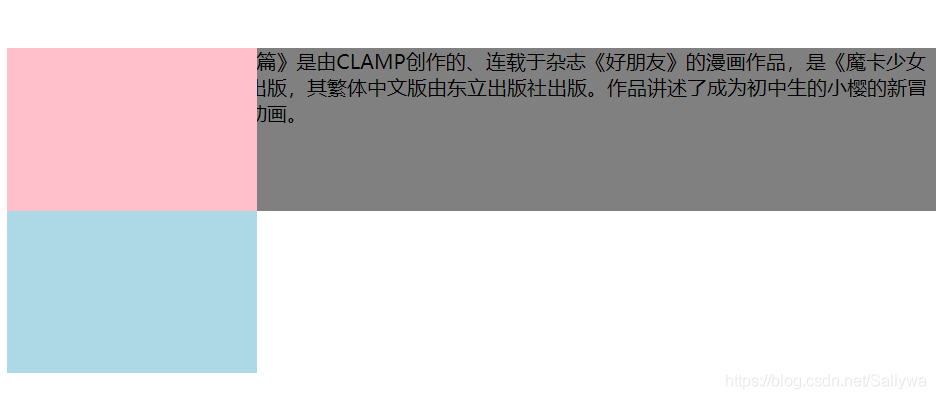 篇》是由CLAMP创作的、连载于杂志《好朋友》的漫画作品，是《魔卡少女
版，其繁体中文版由东立出版社出版。作品讲述了成为初中生的小樱的新冒
画。
https://blog.csdn.net/Sallywa